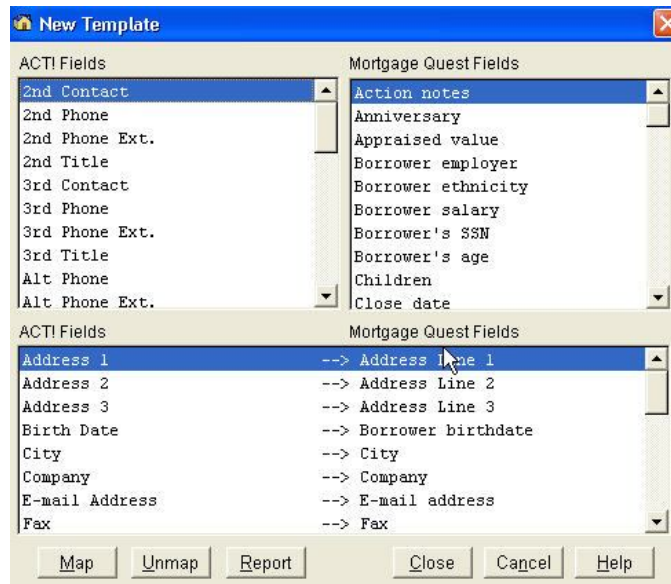 New Template
ACT! Fields
2nd Contact
2nd Phone
2nd Phone Ext.
2nd Title
3rd Contact
3rd Phone
3rd Phone Ext.
3rd Title
Alt Phone
Alt Phone Ext.
Mortgage Quest Fields
Action notes
Anniversary
Appraised value
Borrower employer
Borrower ethnicity
Borrower salary
Borrower's SSN
Borrower's age
Children
Close date
ACT! Fields Mortgage Quest Fields
Address 1 --> Address Line 1
Address 2 --> Address Line 2
Address 3 --> Address Line 3
Birth Date --> Borrower birthdate
City --> City
Company --> Company
E-mail Address --> E-mail address
Fax --> Fax
Map Unmap Report Close Cancel Help